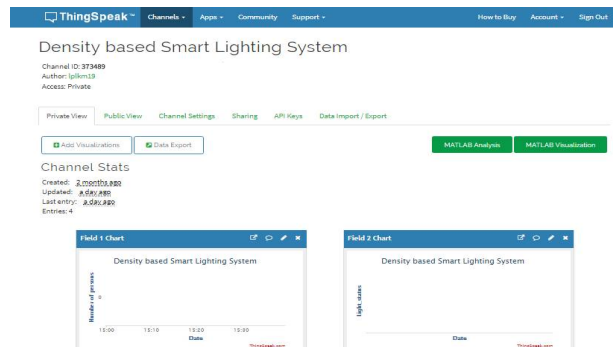 ThingSpeak™ Channels Apps Community Support How to Buy Account Sign Out
Density based Smart Lighting System
Channel ID: 373489
Author:
Access: Private
Private View Public View Channel Settings Sharing API Keys Data Import / Export
Add Visualizations Data Export MATLAB Analysis MATLAB Visualization
Channel Stats
Created: 2 months ago
Updated: a day ago
Last entry: a day ago
Entries: 4
Field 1 Chart Field 2 Chart
Density based Smart Lighting System Density based Smart Lighting System
Number of persons
0
Light_status
15:00 15:10 15:20 15:00
Date Date
ThingSpeak.com ThingSpeak.com